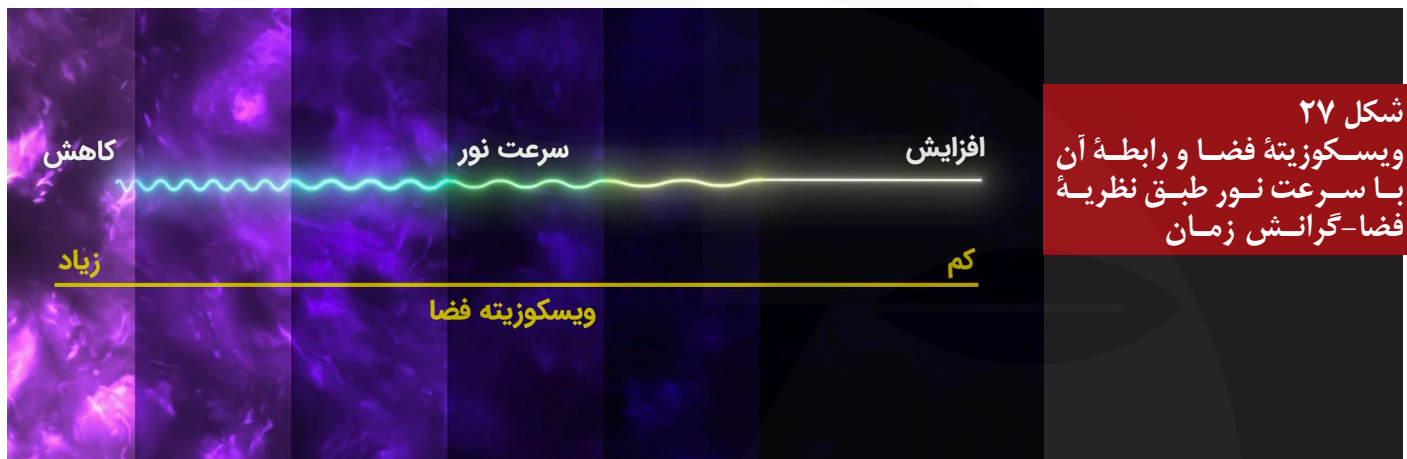 شکل ۲۷
ویسکوزیتهٔ فضا و رابطهٔ آن
با سرعت نور طبق نظریهٔ
فضا-گرانش زمان
افزایش
سرعت نور
کاهش
کم
زیاد
ویسکوزیته فضا